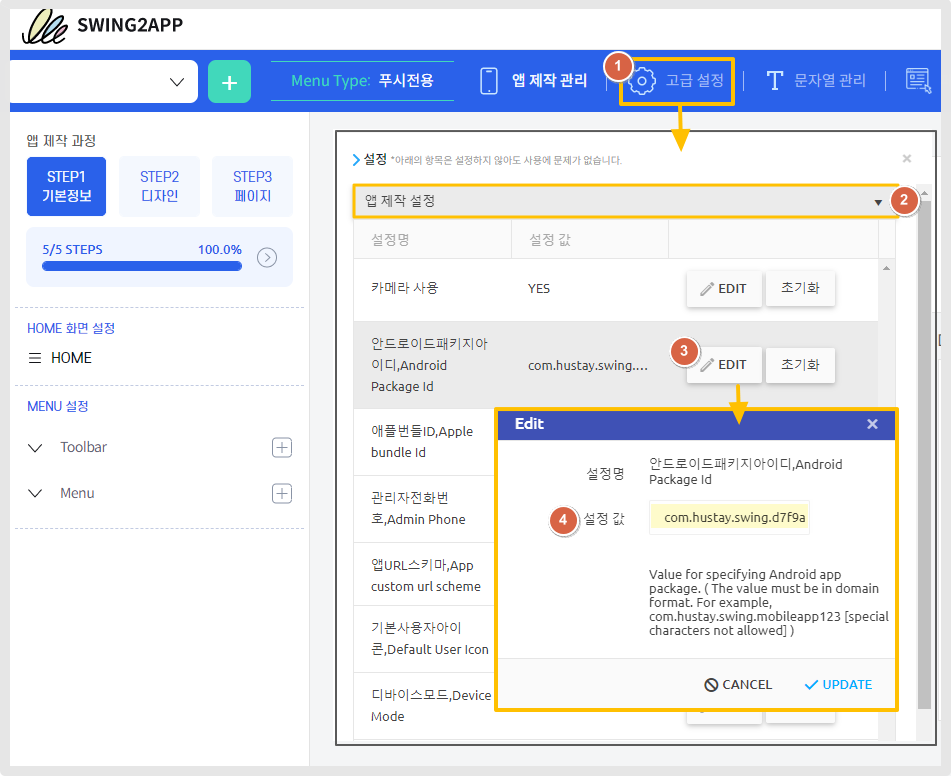 SWING2APP
Menu Type: 푸시전용
앱 제작 관리
1
고급 설정
문자열 관리
앱 제작 과정
STEP1
기본정보
STEP2
디자인
STEP3
페이지
5/5 STEPS 100.0%
HOME 화면 설정
HOME
MENU 설정
Toolbar
Menu
설정 *아래의 항목은 설정하지 않아도 사용에 문제가 없습니다.
앱 제작 설정
2
설정명 설정 값
카메라 사용 YES EDIT 초기화
안드로이드패키지아
이디,Android
Package Id
com.hustay.swing....
3
EDIT 초기화
애플번들ID,Apple
bundle Id
관리자전화번
호,Admin Phone
앱URL스키마,App
custom url scheme
기본사용자아이
콘,Default User Icon
디바이스모드,Device
Mode
Edit
설정명
안드로이드패키지아이디,Android
Package Id
4
설정 값 com.hustay.swing.d7f9a
Value for specifying Android app
package. ( The value must be in domain
format. For example,
com.hustay.swing.mobileapp123 [special
characters not allowed] )
CANCEL UPDATE